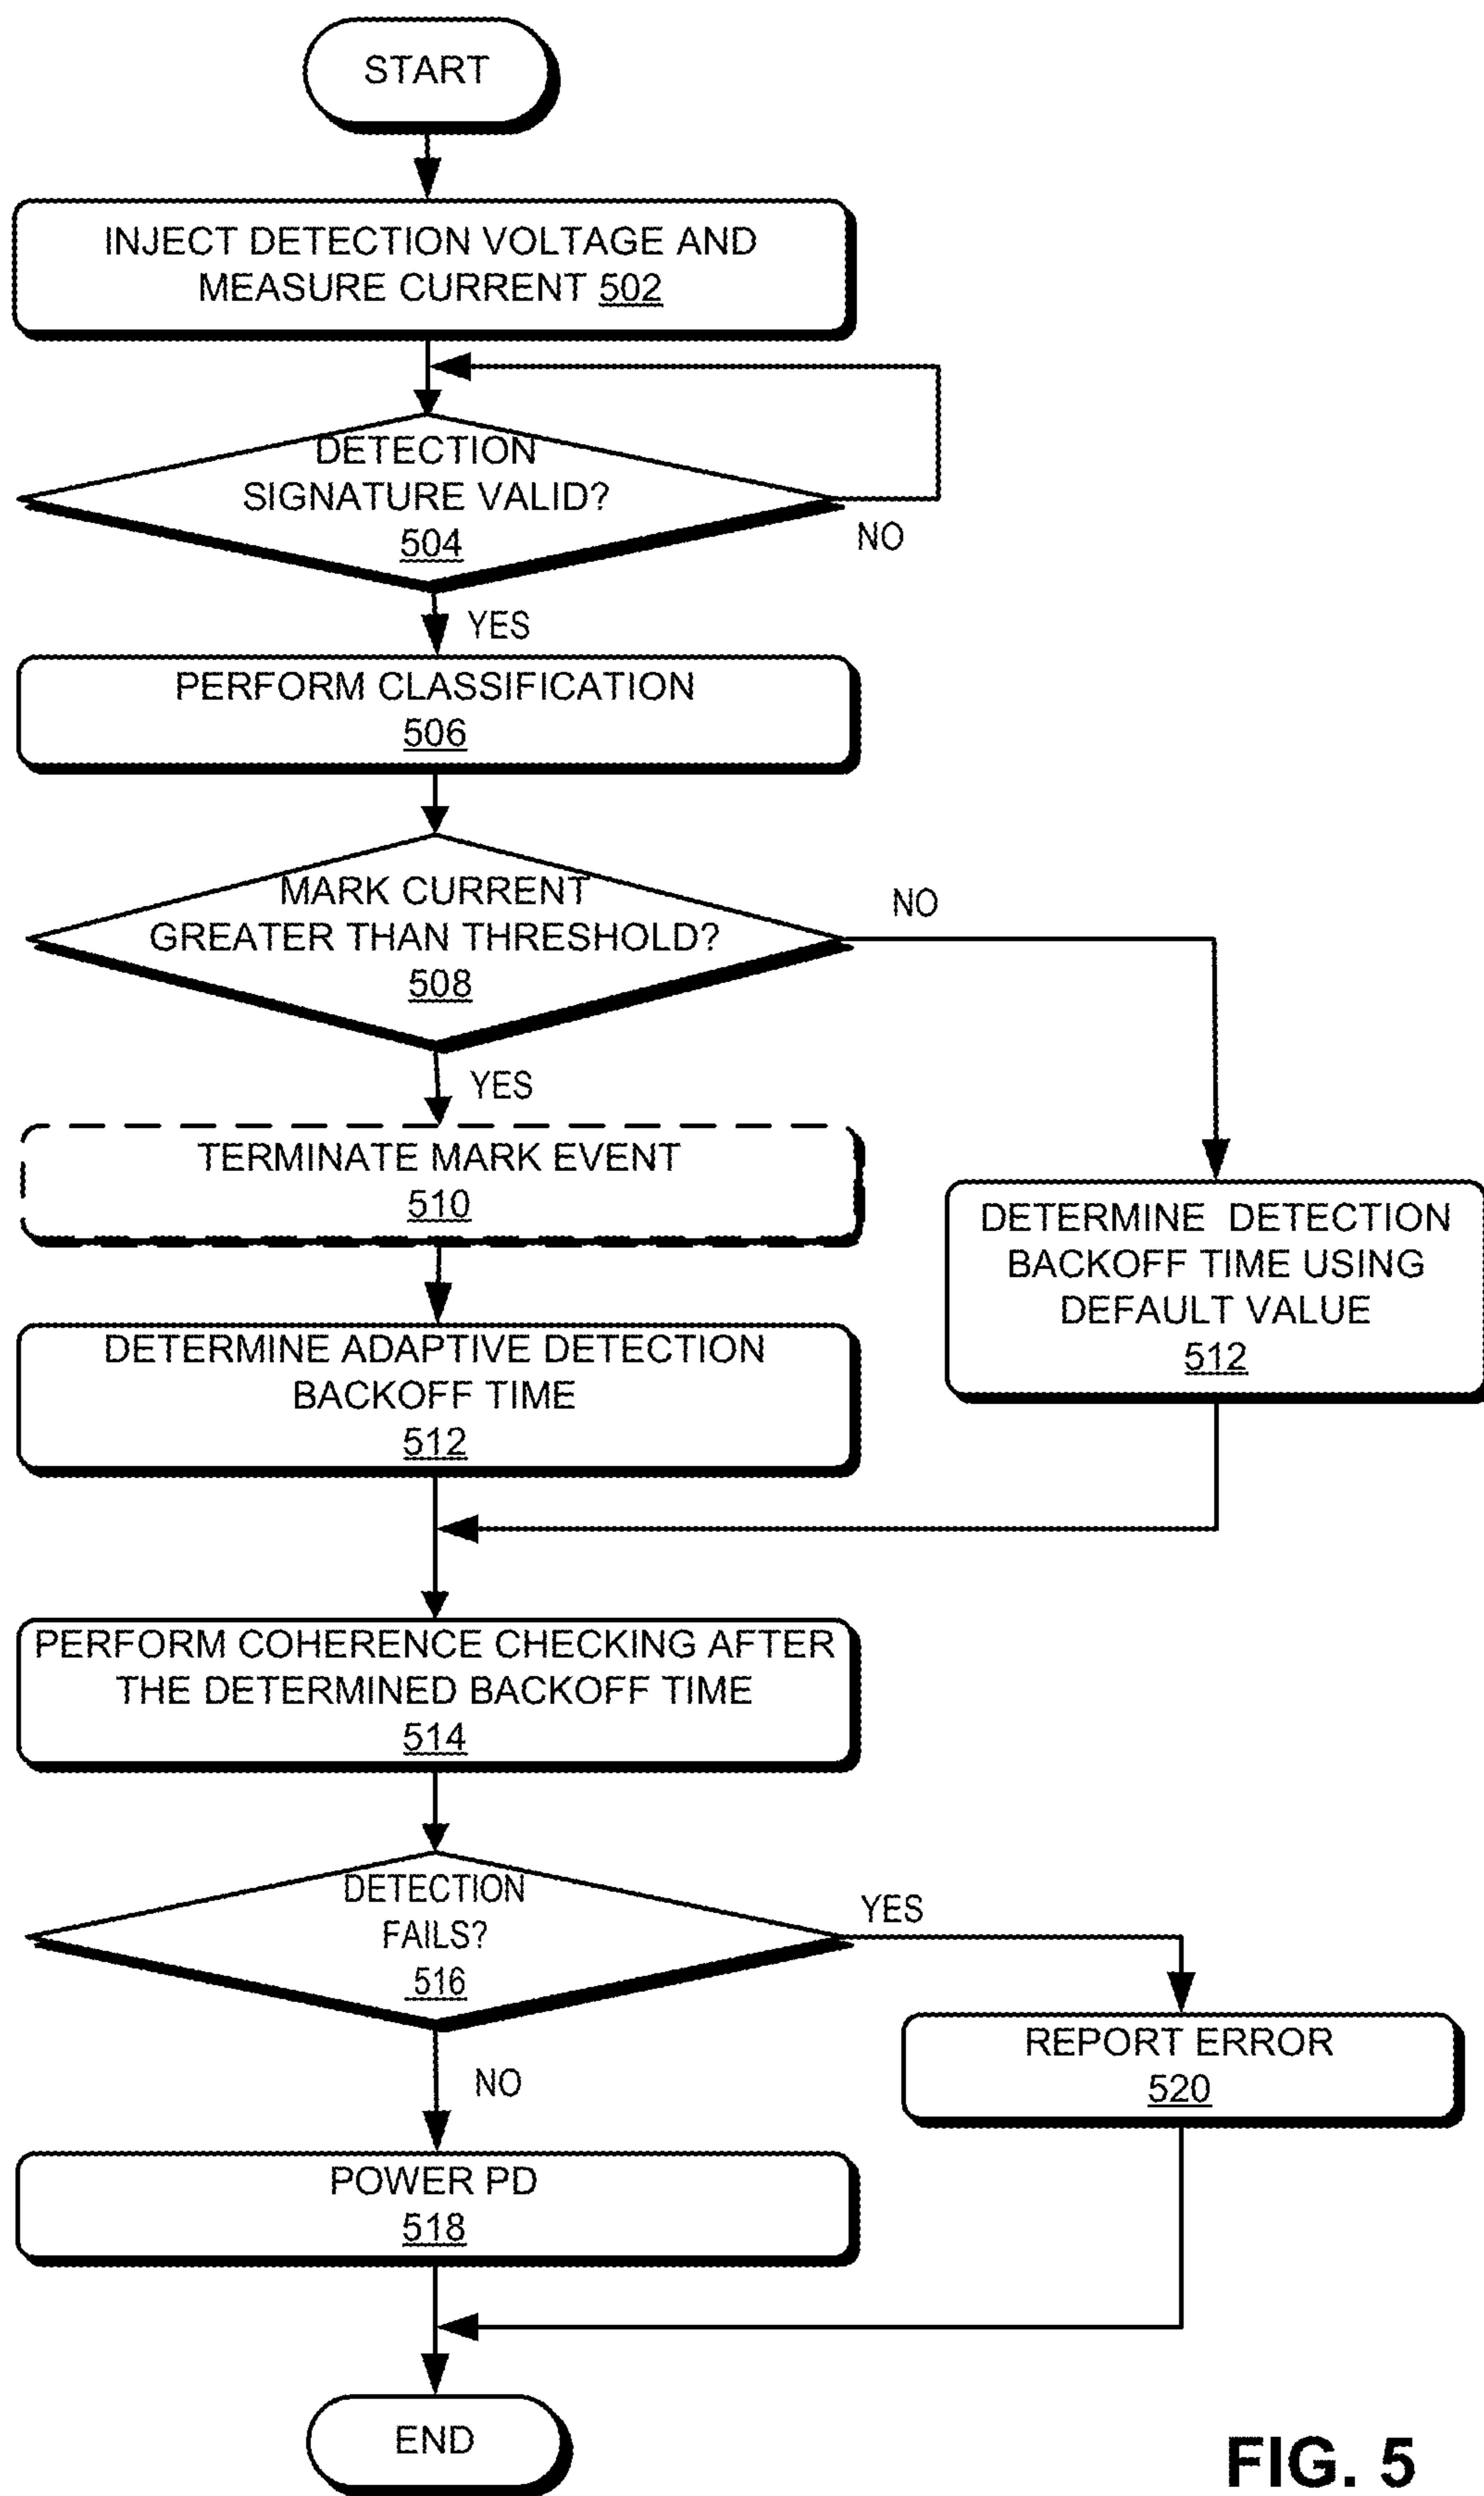 START
INJECT DETECTION VOLTAGE AND
MEASURE CURRENT 502
DETECTION
SIGNATURE VALID?
504
NO
YES
PERFORM CLASSIFICATION
506
MARK CURRENT
GREATER THAN THRESHOLD?
508
NO
YES
TERMINATE MARK EVENT
510
DETERMINE DETECTION
BACKOFF TIME USING
DEFAULT VALUE
512
DETERMINE ADAPTIVE DETECTION
BACKOFF TIME
512
PERFORM COHERENCE CHECKING AFTER
THE DETERMINED BACKOFF TIME
514
DETECTION
FAILS?
516
YES
NO
REPORT ERROR
520
POWER PD
518
END
FIG. 5